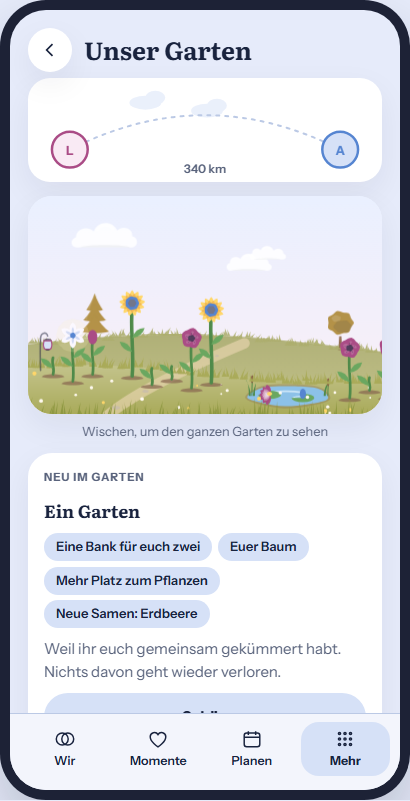 Unser Garten
L
A
340 km
Wischen, um den ganzen Garten zu sehen
NEU IM GARTEN
Ein Garten
Eine Bank für euch zwei
Euer Baum
Mehr Platz zum Pflanzen
Neue Samen: Erdbeere
Weil ihr euch gemeinsam gekümmert habt.
Nichts davon geht wieder verloren.
Wir
Momente
Planen
Mehr